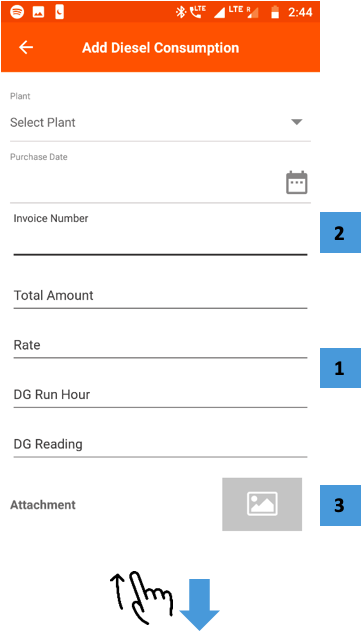 LTE LTE R 2:44
Add Diesel Consumption
Plant
Select Plant
Purchase Date
Invoice Number
2
Total Amount
Rate
1
DG Run Hour
DG Reading
Attachment
3